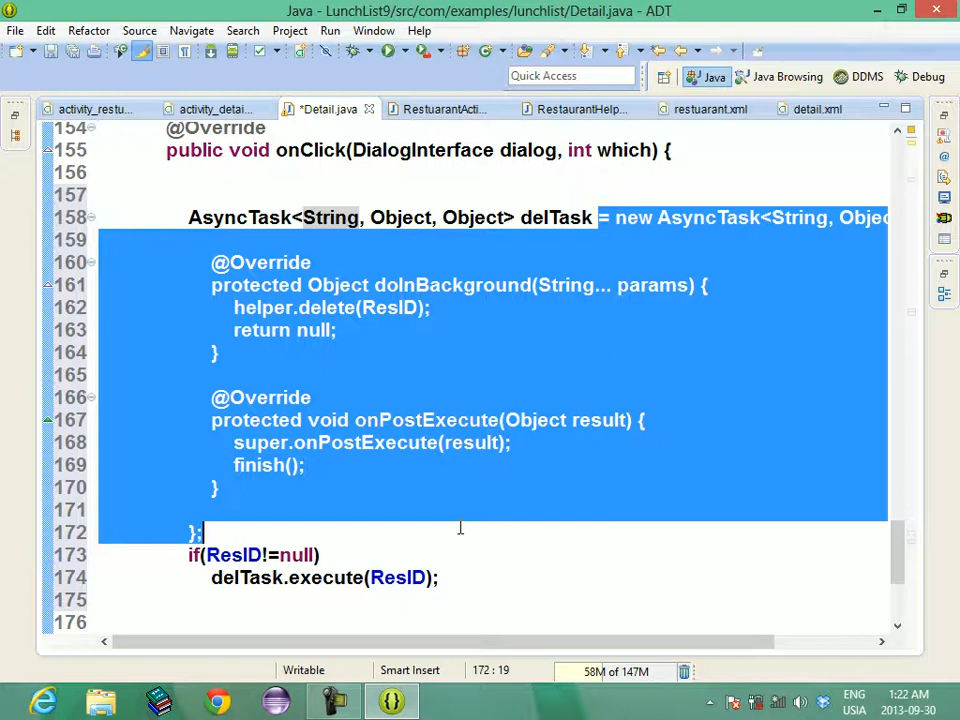 Java - LunchList9/src/com/examples/lunchlist/Detail.java - ADT
File Edit Refactor Source Navigate Search Project Run Window Help
Quick Access
Java
Java Browsing
DDMS
Debug
activity_restu...
activity_detai...
*Detail.java
RestuarantActi...
RestaurantHelp...
restuarant.xml
detail.xml
154 @Override
155 public void onClick(DialogInterface dialog, int which) {
156
157
158 AsyncTask<String, Object, Object> delTask = new AsyncTask<String, Objec
159
160 @Override
161 protected Object doInBackground(String... params) {
162 helper.delete(ResID);
163 return null;
164 }
165
166 @Override
167 protected void onPostExecute(Object result) {
168 super.onPostExecute(result);
169 finish();
170 }
171
172 };
173 if(ResID!=null)
174 delTask.execute(ResID);
175
176
Writable
Smart Insert
172 : 19
58M of 147M
ENG
USIA
1:22 AM
2013-09-30